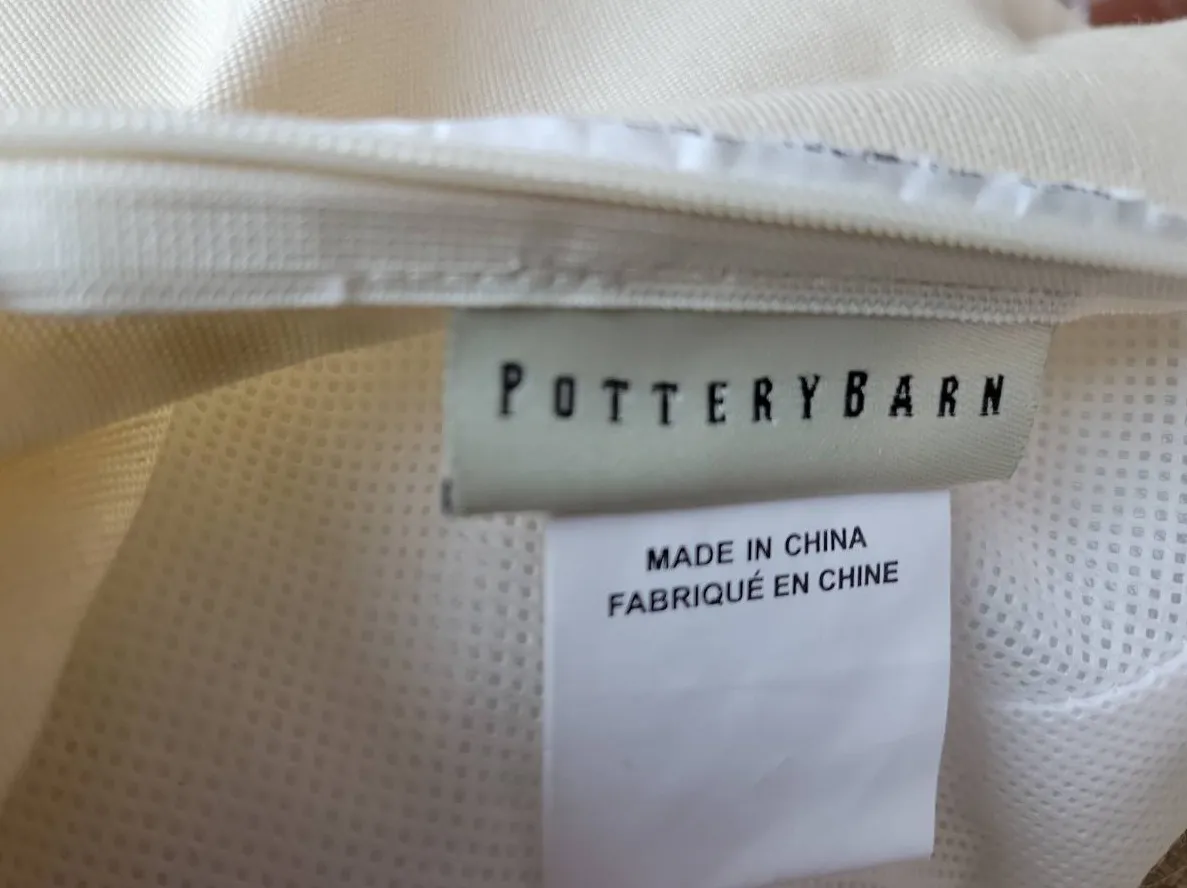 POTTERYBARN
MADE IN CHINA
FABRIQUÉ EN CHINE